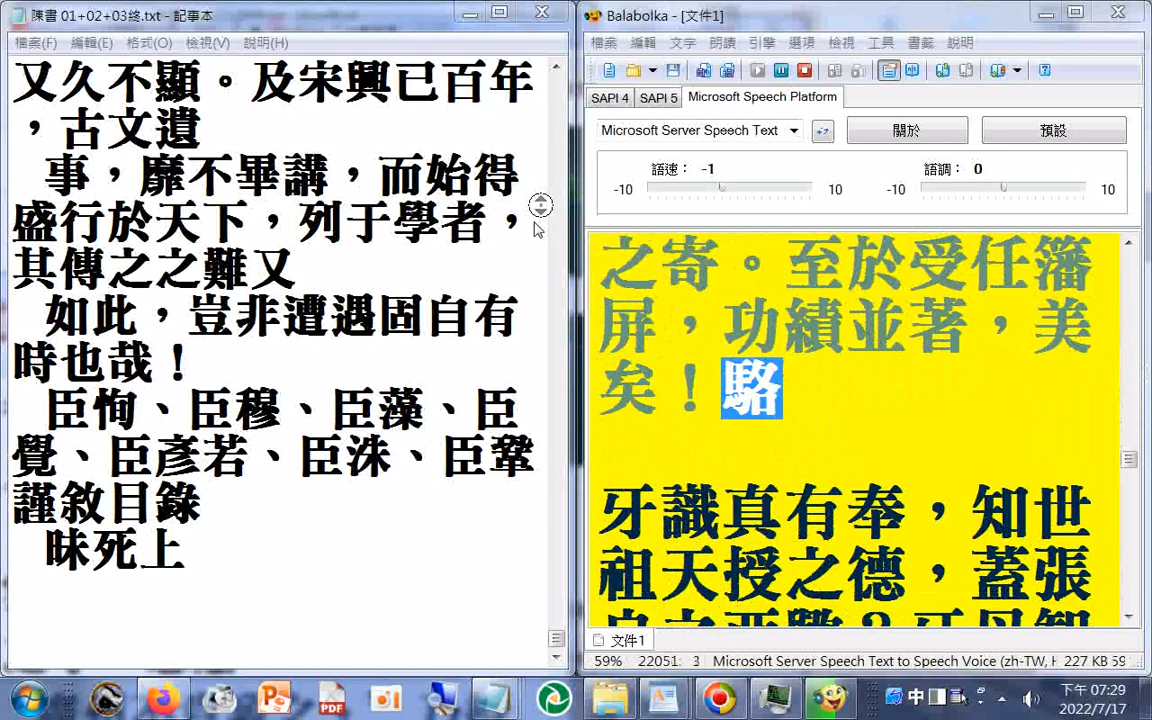 陳書 01+02+03終.txt - 記事本
檔案(F) 編輯(E) 格式(O) 檢視(V) 說明(H)
又久不顯。及宋興已百年
，古文遺
事，靡不畢講，而始得
盛行於天下，列于學者，
其傳之之難又
如此，豈非遭遇固自有
時也哉！
臣恂、臣穆、臣藻、臣
覺、臣彥若、臣洙、臣鞏
謹敘目錄
昧死上
Balabolka - [文件1]
檔案 編輯 文字 朗讀 引擎 選項 檢視 工具 書籤 說明
SAPI 4 SAPI 5 Microsoft Speech Platform
Microsoft Server Speech Text 關於 預設
語速： -1 語調： 0
-10 10 -10 10
之寄。至於受任籓
屏，功績並著，美
矣！駱
牙識真有奉，知世
祖天授之德，蓋張
文件1
59% 22051: 3 Microsoft Server Speech Text to Speech Voice (zh-TW, H 227 KB 59
PDF
中
下午 07:29
2022/7/17